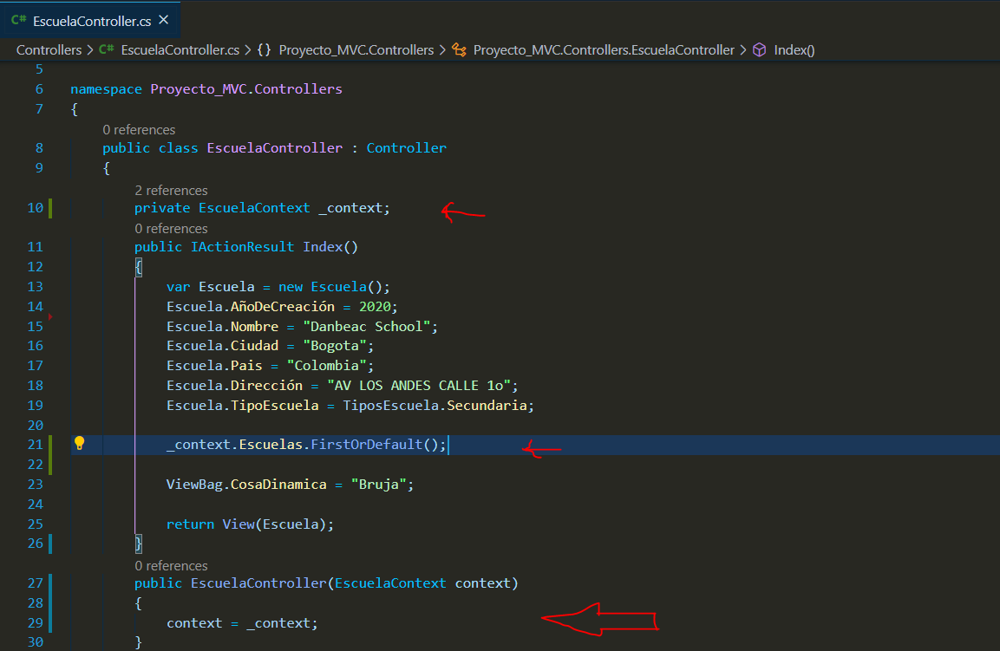 C# EscuelaController.cs ×
Controllers > C# EscuelaController.cs > {} Proyecto_MVC.Controllers > Proyecto_MVC.Controllers.EscuelaController > Index()
5
6 namespace Proyecto_MVC.Controllers
7 {
0 references
8 public class EscuelaController : Controller
9 {
2 references
10 private EscuelaContext _context;
0 references
11 public IActionResult Index()
12 {
13 var Escuela = new Escuela();
14 Escuela.AñoDeCreación = 2020;
15 Escuela.Nombre = "Danbeac School";
16 Escuela.Ciudad = "Bogota";
17 Escuela.Pais = "Colombia";
18 Escuela.Dirección = "AV LOS ANDES CALLE 1o";
19 Escuela.TipoEscuela = TiposEscuela.Secundaria;
20
21 _context.Escuelas.FirstOrDefault();
22
23 ViewBag.CosaDinamica = "Bruja";
24
25 return View(Escuela);
26 }
0 references
27 public EscuelaController(EscuelaContext context)
28 {
29 context = _context;
30 }